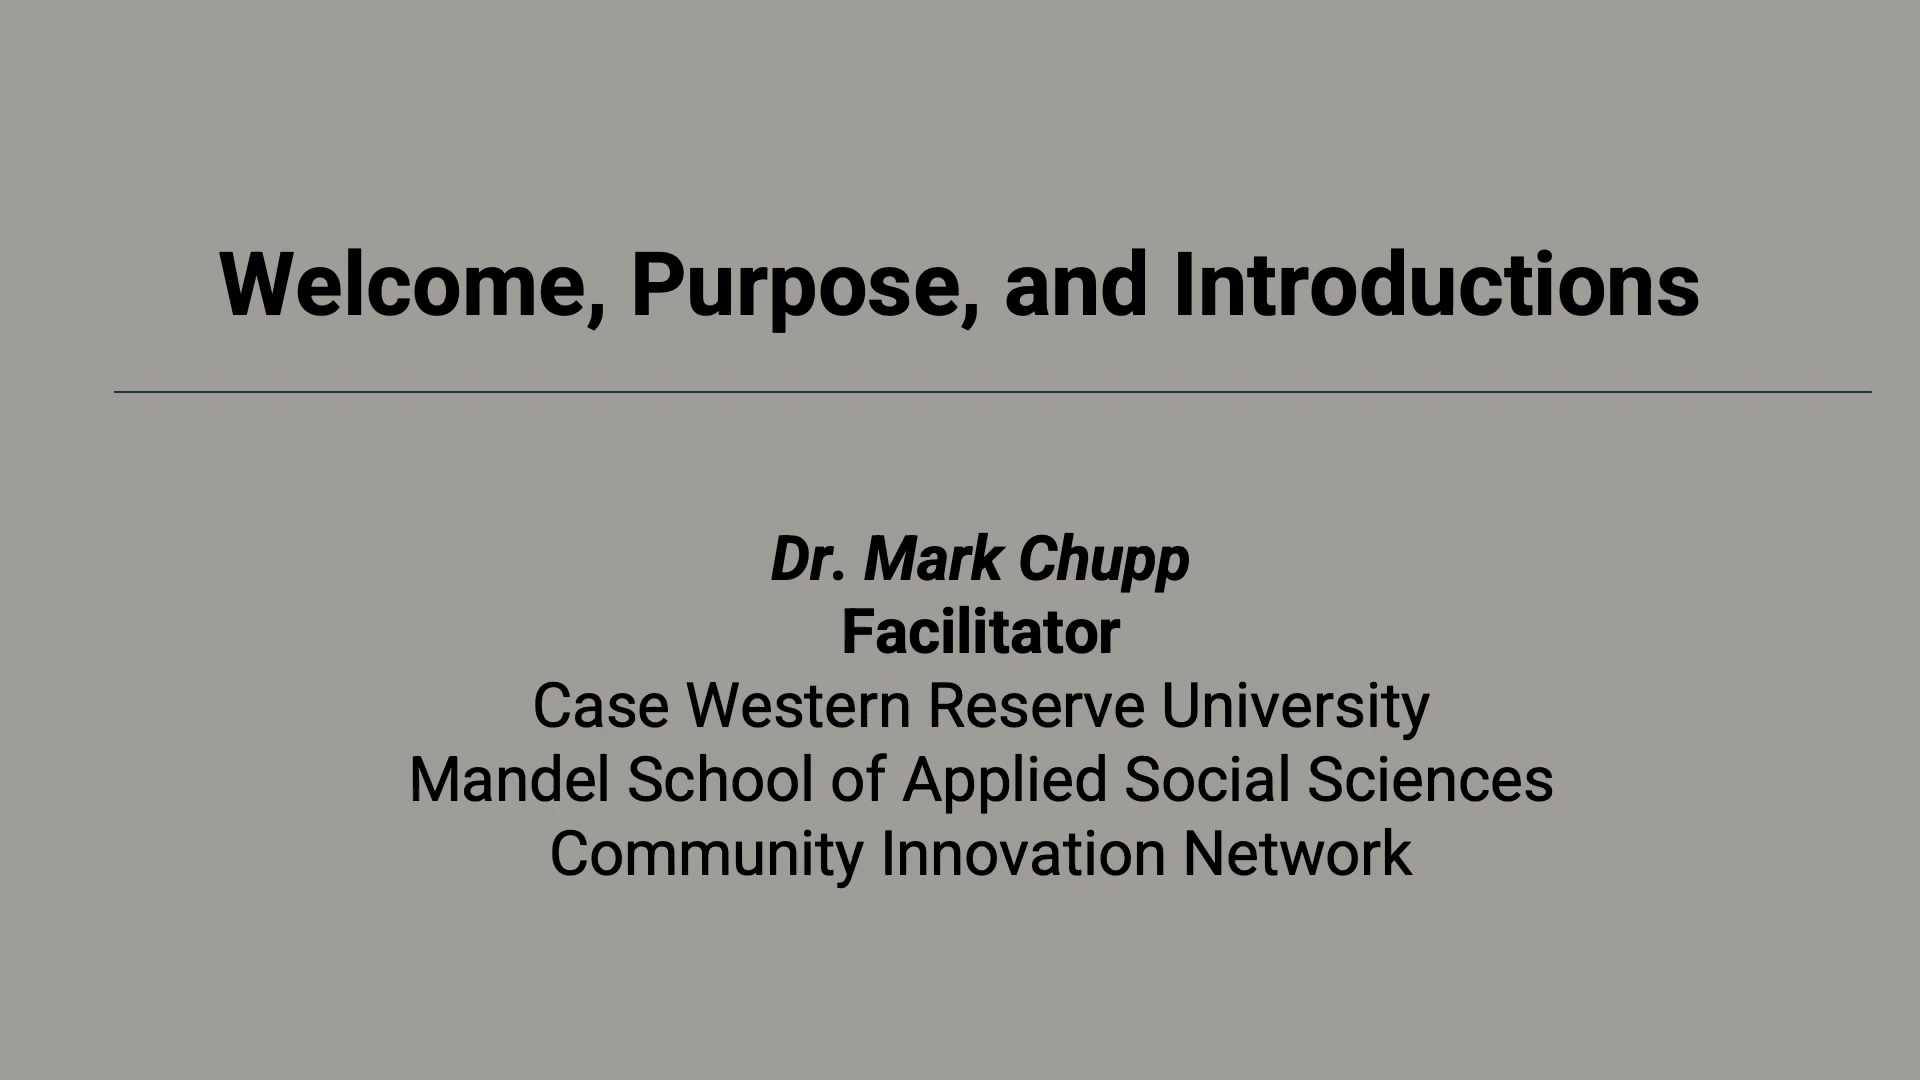 Welcome, Purpose, and Introductions
Dr. Mark Chupp
Facilitator
Case Western Reserve University
Mandel School of Applied Social Sciences
Community Innovation Network